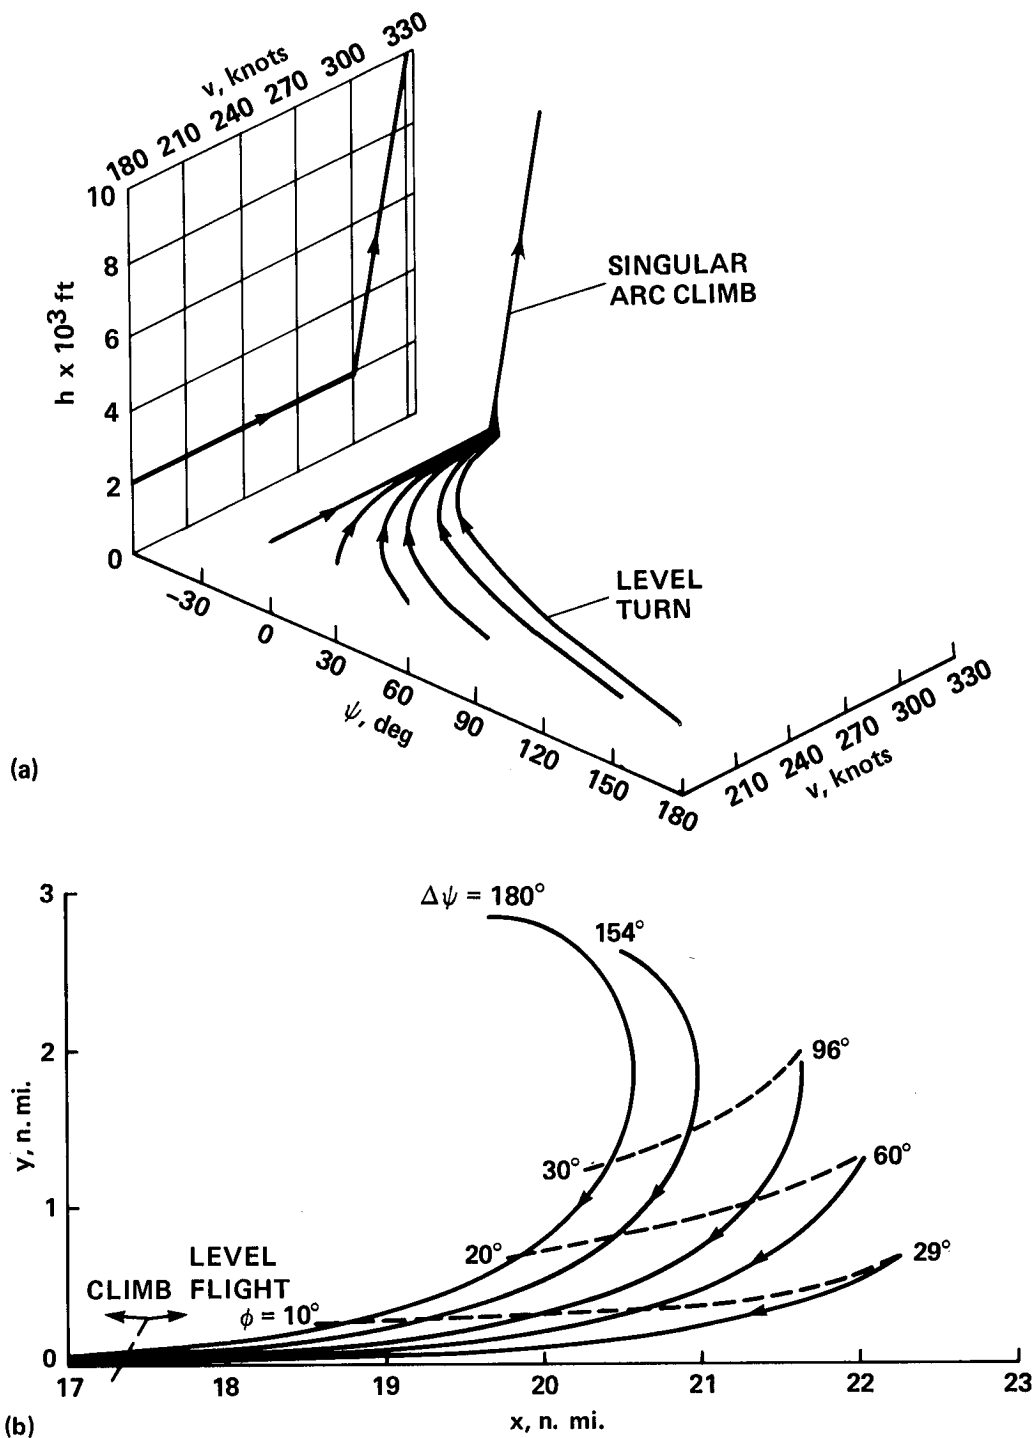 v, knots
180 210 240 270 300 330
10
8
6
4
2
0
h x 10³ ft
SINGULAR
ARC CLIMB
LEVEL
TURN
-30 0 30 60 90 120 150 180
ψ, deg
210 240 270 300 330
v, knots
(a)
Δψ = 180°
154°
96°
60°
29°
30°
20°
ϕ = 10°
LEVEL
FLIGHT
CLIMB
3
2
1
0
y, n. mi.
17 18 19 20 21 22 23
x, n. mi.
(b)